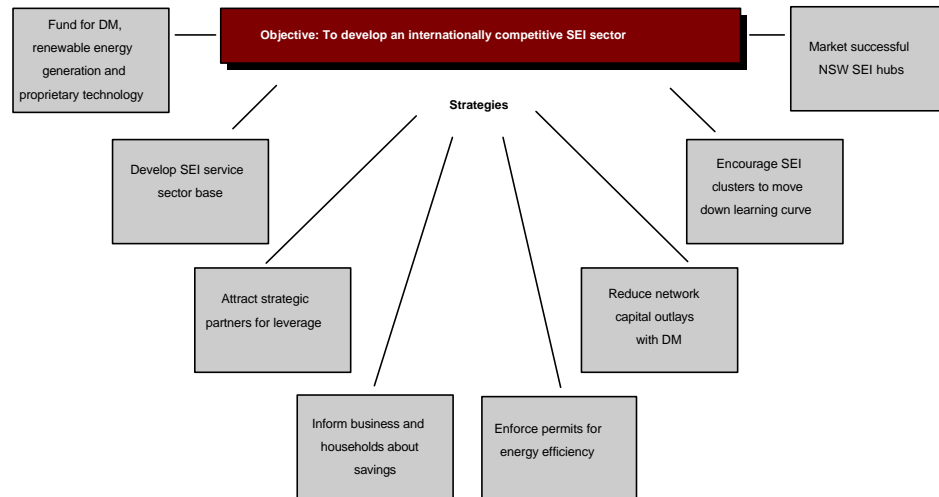 Fund for DM,
renewable energy
generation and
proprietary technology
Objective: To develop an internationally competitive SEI sector
Market successful
NSW SEI hubs
Strategies
Develop SEI service
sector base
Encourage SEI
clusters to move
down learning curve
Attract strategic
partners for leverage
Reduce network
capital outlays
with DM
Inform business and
households about
savings
Enforce permits for
energy efficiency